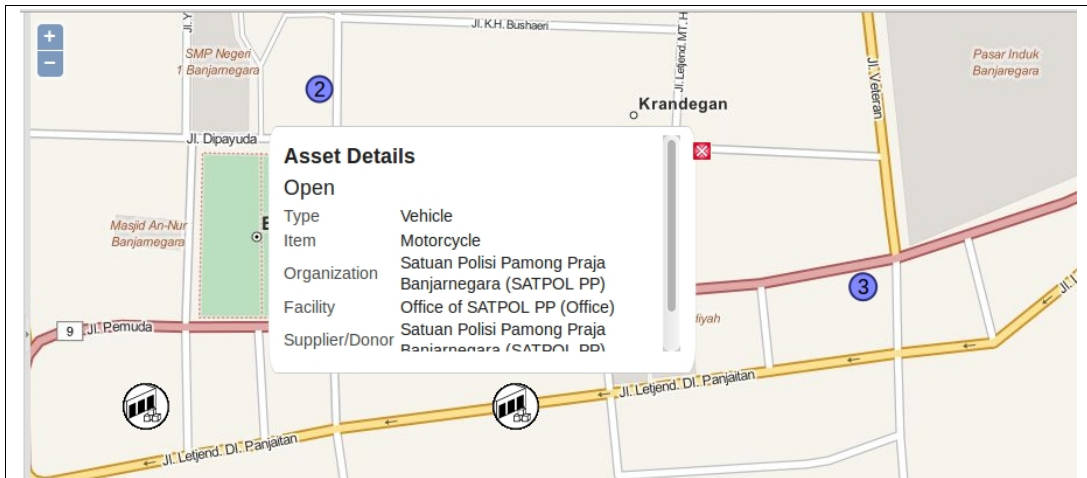 +
−
Jl. K.H. Bushaeri
SMP Negeri
1 Banjarnegara
2
Jl. Letjend. MT. H
Jl. Veteran
Pasar Induk
Banjaregara
Krandegan
Jl. Dipayuda
Masjid An-Nur
Banjarnegara
Asset Details
Open
Type Vehicle
Item Motorcycle
Organization Satuan Polisi Pamong Praja
Banjarnegara (SATPOL PP)
Facility Office of SATPOL PP (Office)
Supplier/Donor Satuan Polisi Pamong Praja
Banjarnegara (SATPOL PP)
3
9
Jl. Pemuda
Jl. Letjend. DI. Panjaitan
Jl. Letjend. DI. Panjaitan